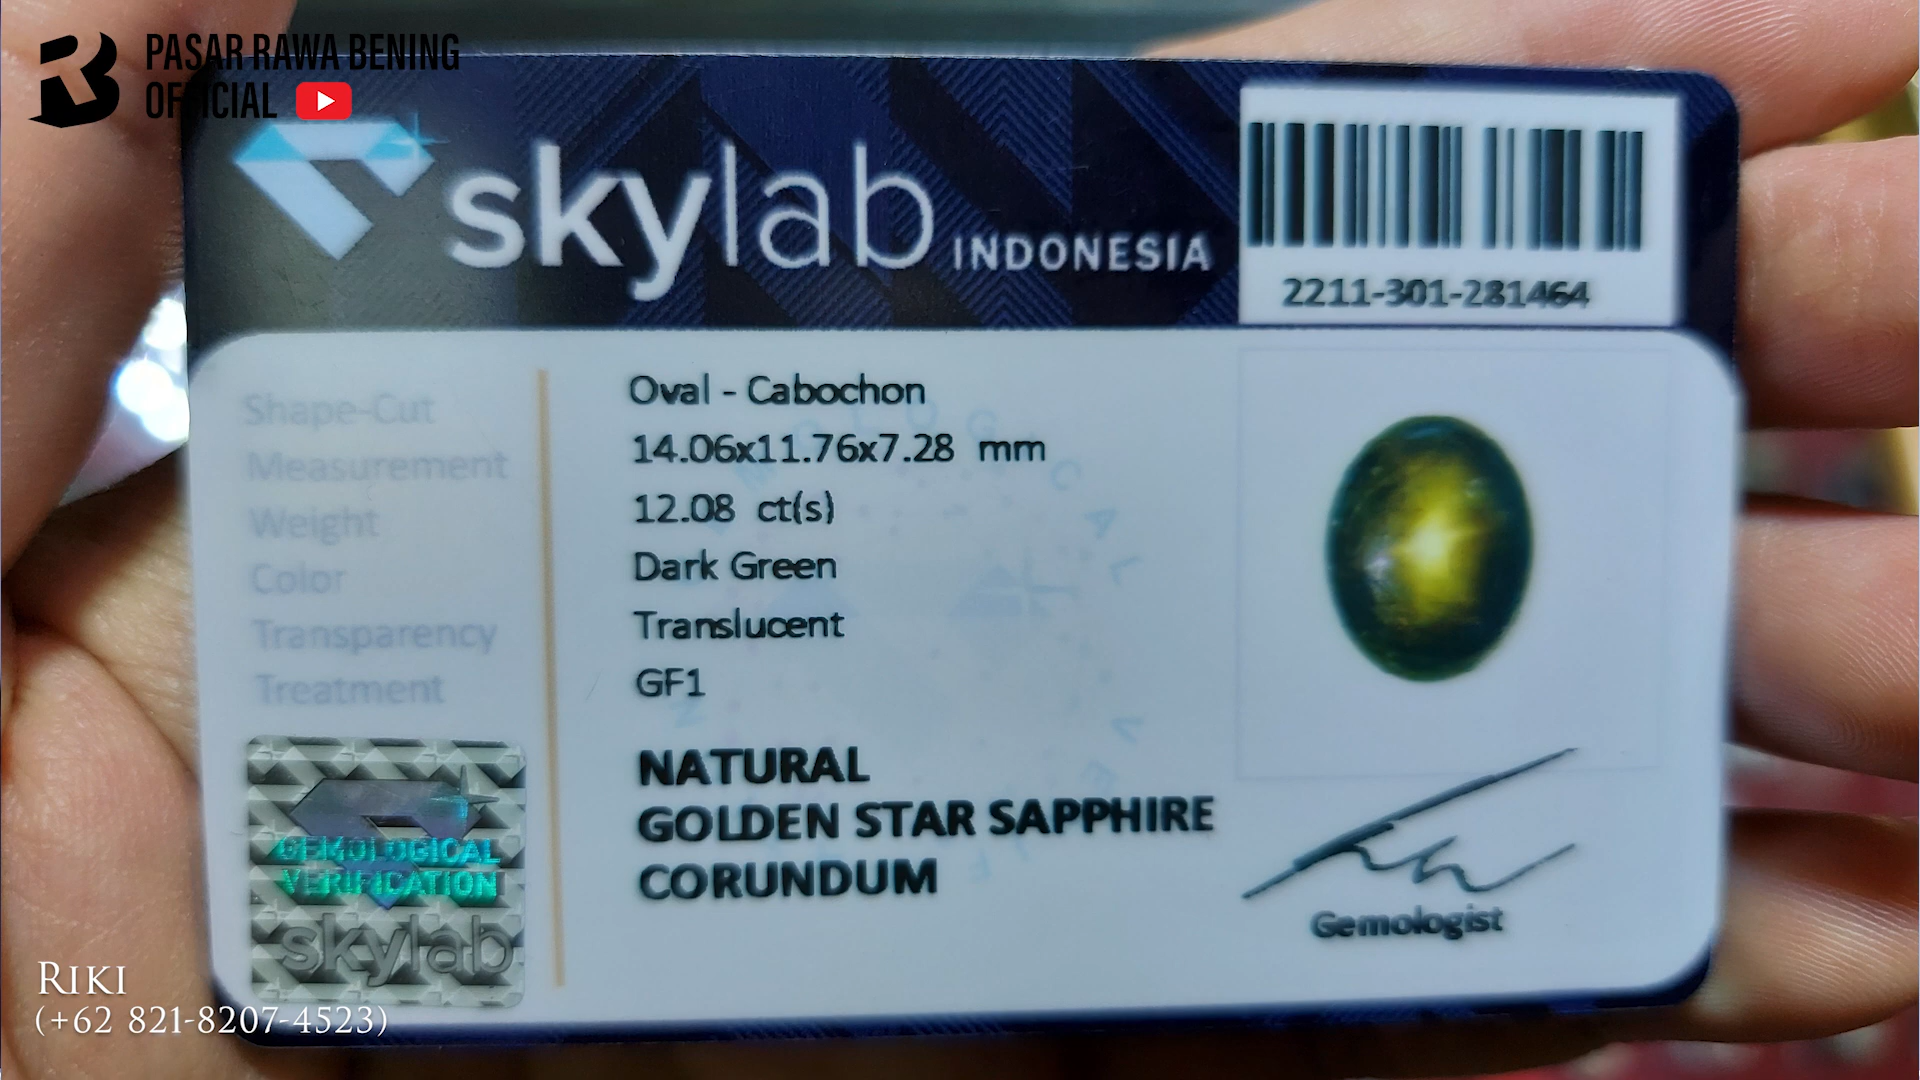 PASAR RAWA BENING
OFFICIAL
skylab INDONESIA
2211-301-281464
Shape-Cut Oval - Cabochon
Measurement 14.06x11.76x7.28 mm
Weight 12.08 ct(s)
Color Dark Green
Transparency Translucent
Treatment GF1
NATURAL
GOLDEN STAR SAPPHIRE
CORUNDUM
GEMOLOGICAL
VERIFICATION
skylab
Gemologist
RIKI
(+62 821-8207-4523)